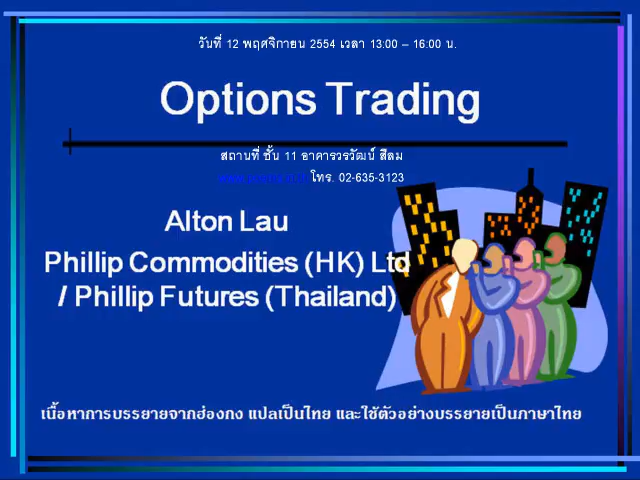 วันที่ 12 พฤศจิกายน 2554 เวลา 13:00 – 16:00 น.
Options Trading
สถานที่ ชั้น 11 อาคารวรวัฒน์ สีลม
โทร. 02-635-3123
Alton Lau
Phillip Commodities (HK) Ltd
/ Phillip Futures (Thailand)
เนื้อหาการบรรยายจากฮ่องกง แปลเป็นไทย และใช้ตัวอย่างบรรยายเป็นภาษาไทย